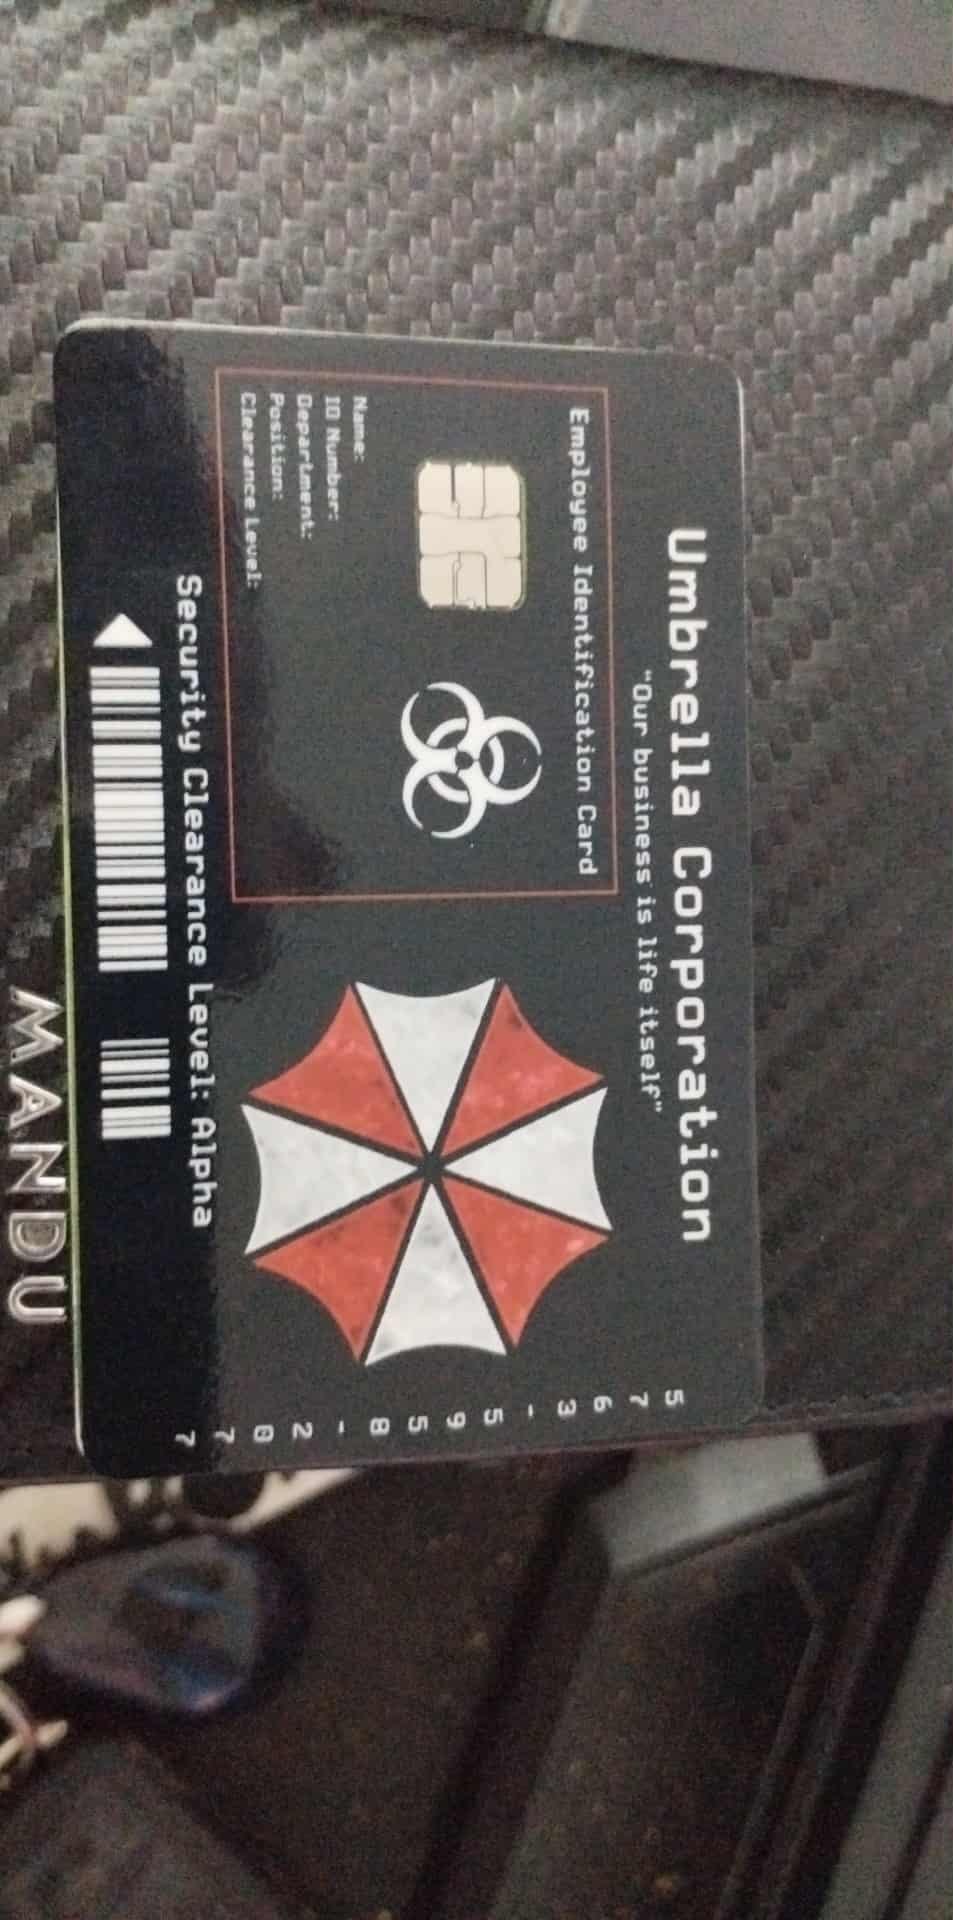 Umbrella Corporation
"Our business is life itself"
Employee Identification Card
Name:
ID Number:
Department:
Position:
Clearance Level:
Security Clearance Level: Alpha
5763-5958-2077
MANDU